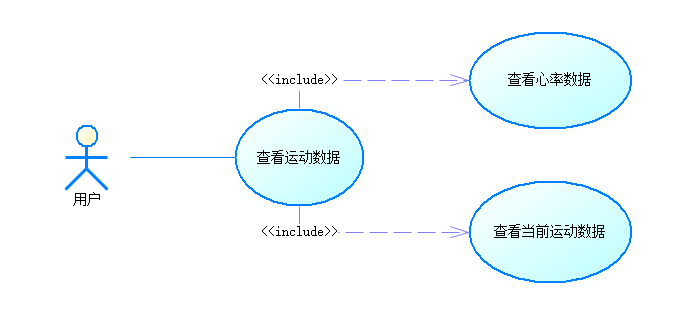 <<include>>
查看心率数据
用户
查看运动数据
<<include>>
查看当前运动数据